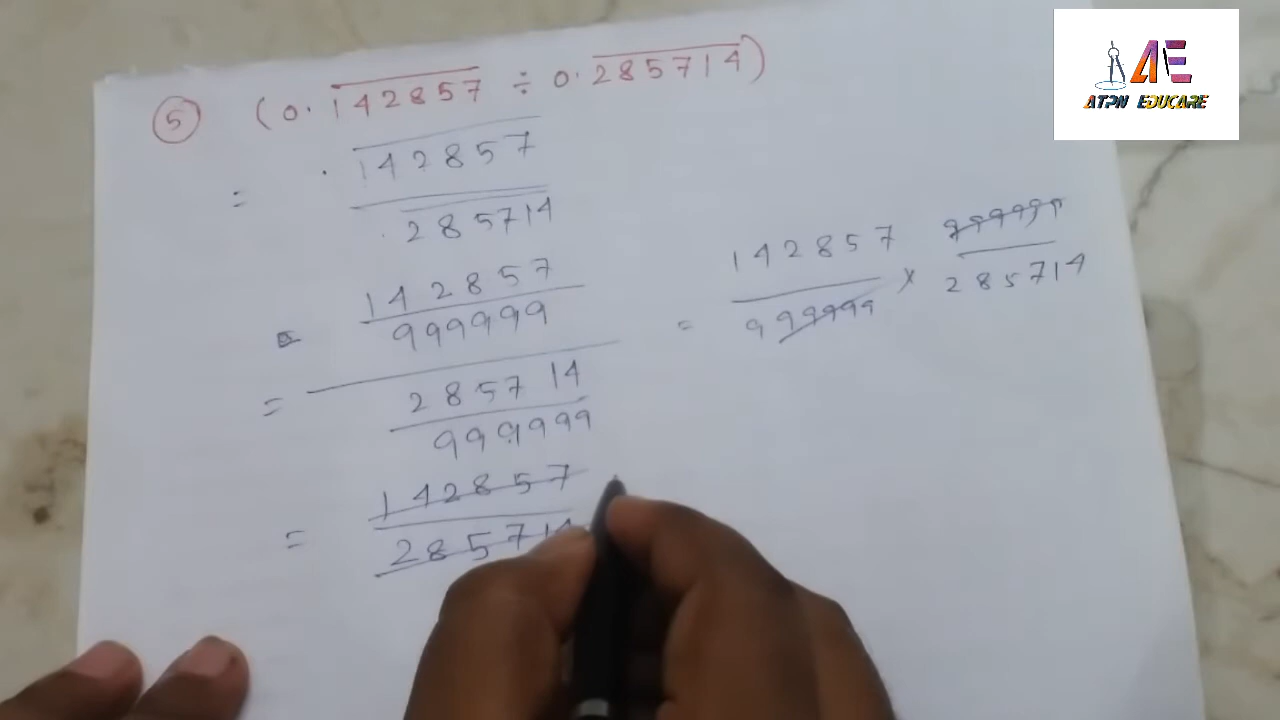 AE
ATPN EDUCARE
5 (0.142857 ÷ 0.285714)
= .142857
.285714
142857
999999
=
285714
999999
= 142857
285714
= 142857 × 999999
999999 285714